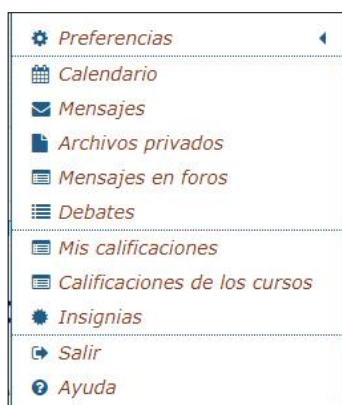 Preferencias
Calendario
Mensajes
Archivos privados
Mensajes en foros
Debates
Mis calificaciones
Calificaciones de los cursos
Insignias
Salir
Ayuda